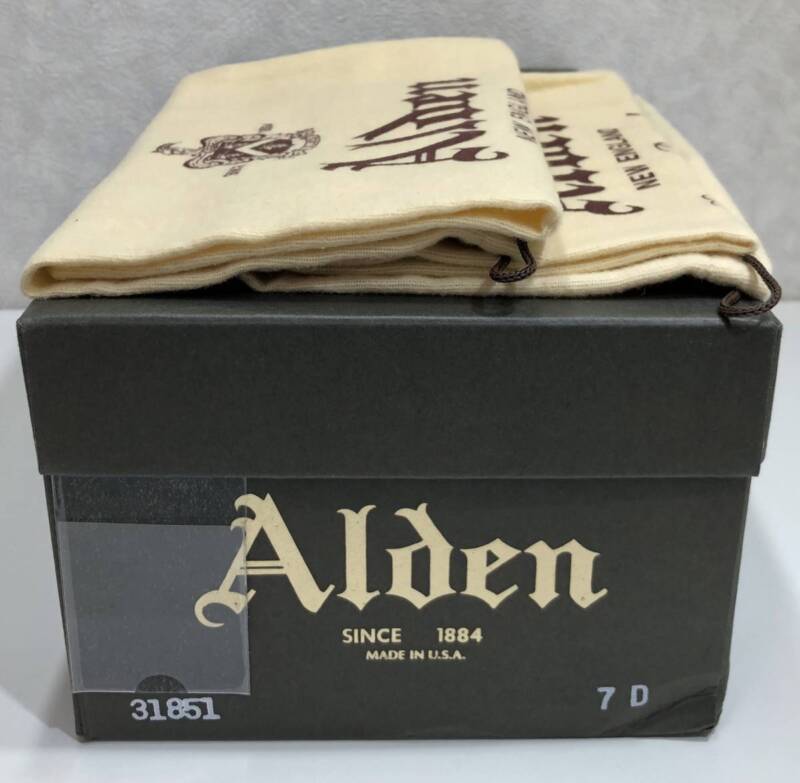 Alden
NEW ENGLAND
Alden
NEW ENGLAND
Alden
SINCE 1884
MADE IN U.S.A.
31851
7 D